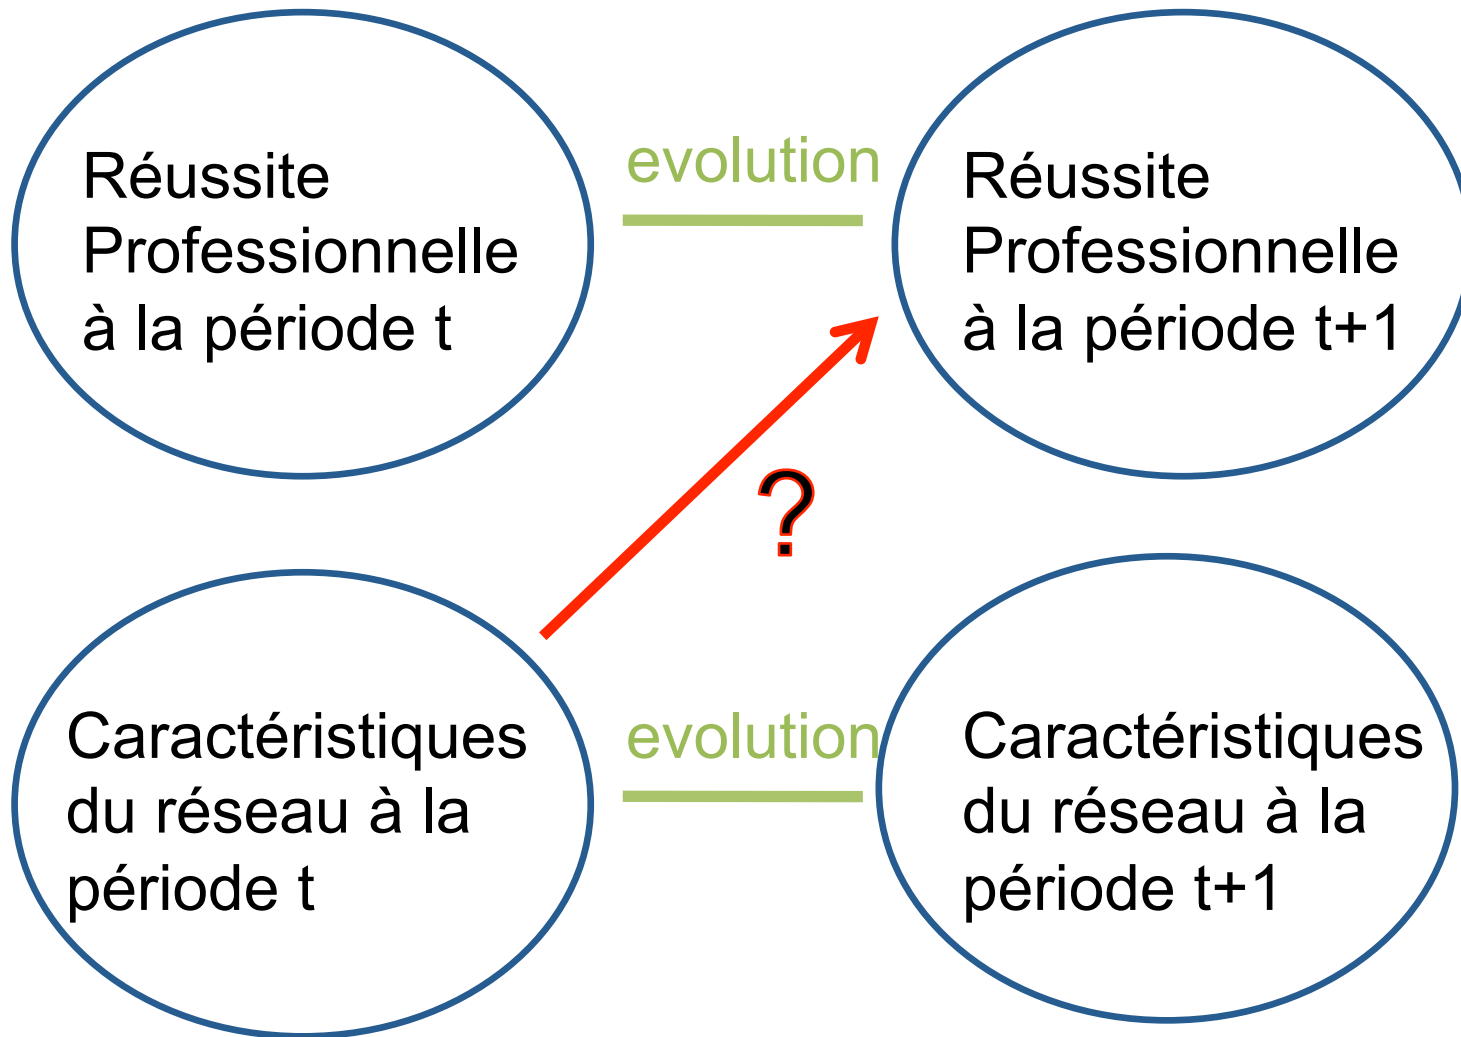 Réussite
Professionnelle
à la période t
evolution
Réussite
Professionnelle
à la période t+1
?
Caractéristiques
du réseau à la
période t
evolution
Caractéristiques
du réseau à la
période t+1